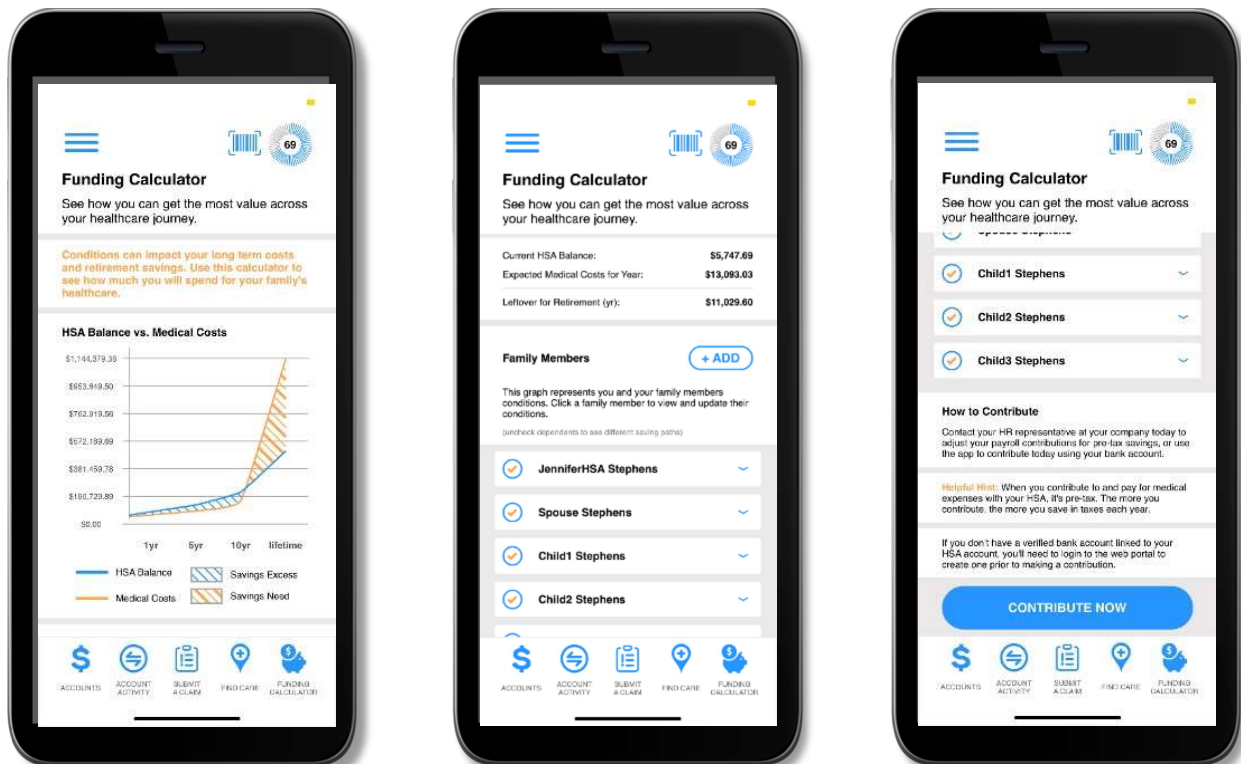 69
Funding Calculator
See how you can get the most value across
your healthcare journey.
Conditions can impact your long term costs
and retirement savings. Use this calculator to
see how much you will spend for your family's
healthcare.
HSA Balance vs. Medical Costs
$1,144,379.38
$953,649.50
$762,919.56
$572,189.69
$381,459.78
$190,729.89
$0.00
1yr 5yr 10yr lifetime
HSA Balance Savings Excess
Medical Costs Savings Need
ACCOUNTS
ACCOUNT
ACTIVITY
SUBMIT
A CLAIM
FIND CARE
FUNDING
CALCULATOR
69
Funding Calculator
See how you can get the most value across
your healthcare journey.
Current HSA Balance: $5,747.69
Expected Medical Costs for Year: $13,093.03
Leftover for Retirement (yr): $11,029.60
Family Members + ADD
This graph represents you and your family members
conditions. Click a family member to view and update their
conditions.
(uncheck dependents to see different saving paths)
JenniferHSA Stephens
Spouse Stephens
Child1 Stephens
Child2 Stephens
ACCOUNTS
ACCOUNT
ACTIVITY
SUBMIT
A CLAIM
FIND CARE
FUNDING
CALCULATOR
69
Funding Calculator
See how you can get the most value across
your healthcare journey.
Spouse Stephens
Child1 Stephens
Child2 Stephens
Child3 Stephens
How to Contribute
Contact your HR representative at your company today to
adjust your payroll contributions for pre-tax savings, or use
the app to contribute today using your bank account.
Helpful Hint: When you contribute to and pay for medical
expenses with your HSA, it's pre-tax. The more you
contribute, the more you save in taxes each year.
If you don't have a verified bank account linked to your
HSA account, you'll need to login to the web portal to
create one prior to making a contribution.
CONTRIBUTE NOW
ACCOUNTS
ACCOUNT
ACTIVITY
SUBMIT
A CLAIM
FIND CARE
FUNDING
CALCULATOR